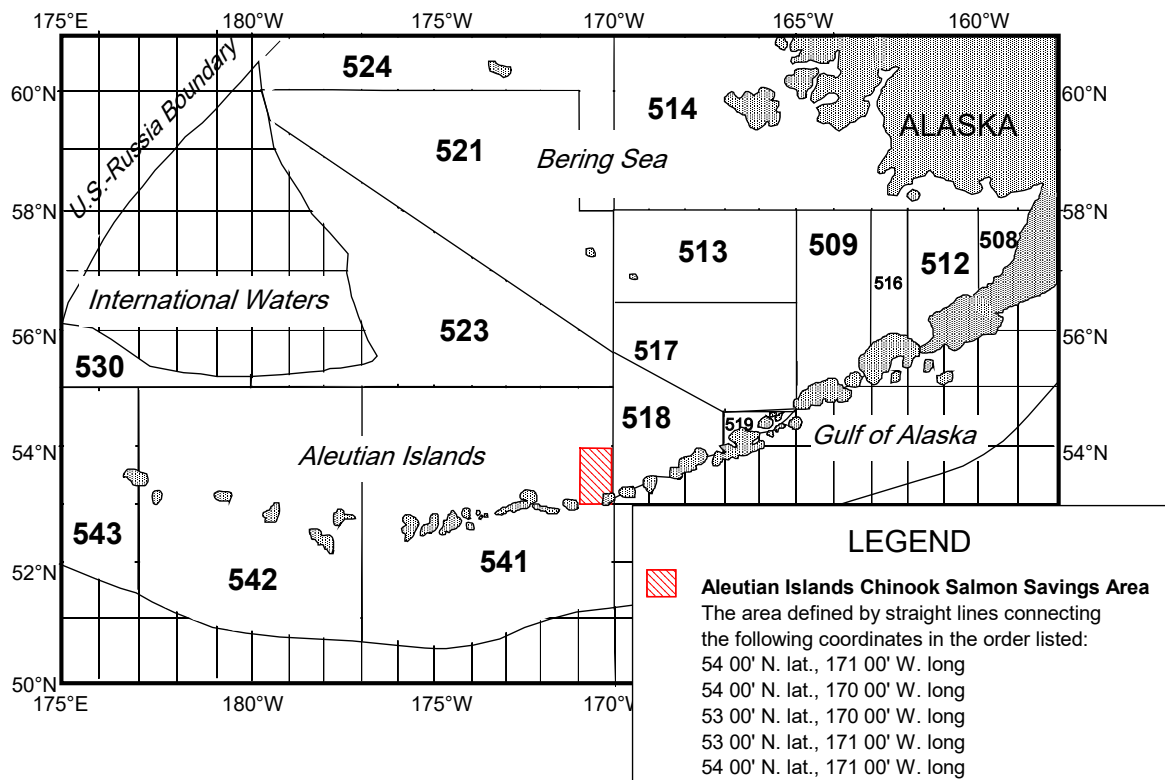 175°E 180°W 175°W 170°W 165°W 160°W
U.S.-Russia Boundary
524
60°N
514
60°N
ALASKA
521
Bering Sea
58°N
58°N
513
509
508
512
516
International Waters
523
56°N
56°N
517
530
518
519
Gulf of Alaska
54°N
Aleutian Islands
54°N
543
541
542
52°N
50°N
175°E 180°W 175°W 170°W
LEGEND
Aleutian Islands Chinook Salmon Savings Area
The area defined by straight lines connecting
the following coordinates in the order listed:
54 00' N. lat., 171 00' W. long
54 00' N. lat., 170 00' W. long
53 00' N. lat., 170 00' W. long
53 00' N. lat., 171 00' W. long
54 00' N. lat., 171 00' W. long